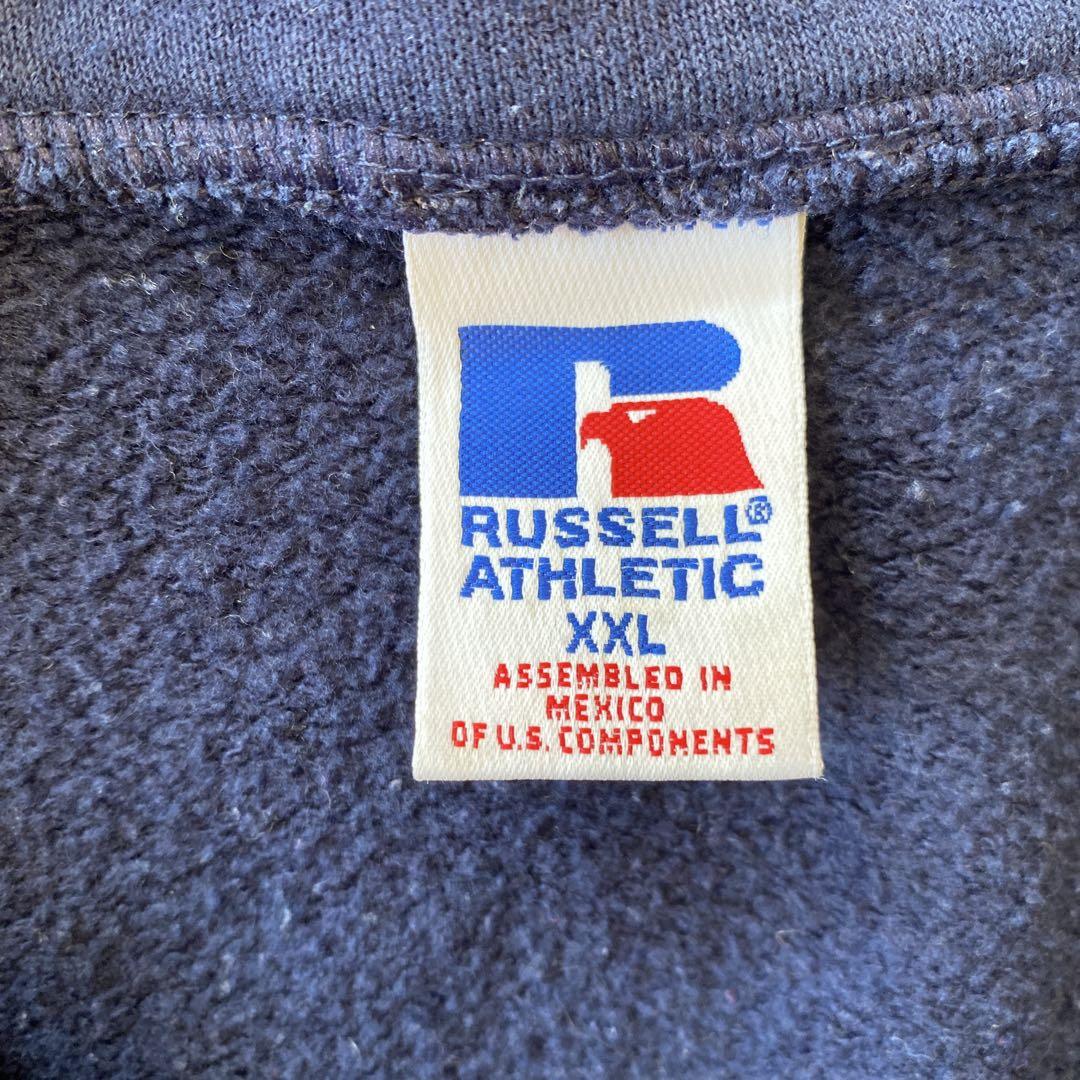 RUSSELL®
ATHLETIC
XXL
ASSEMBLED IN
MEXICO
OF U.S. COMPONENTS